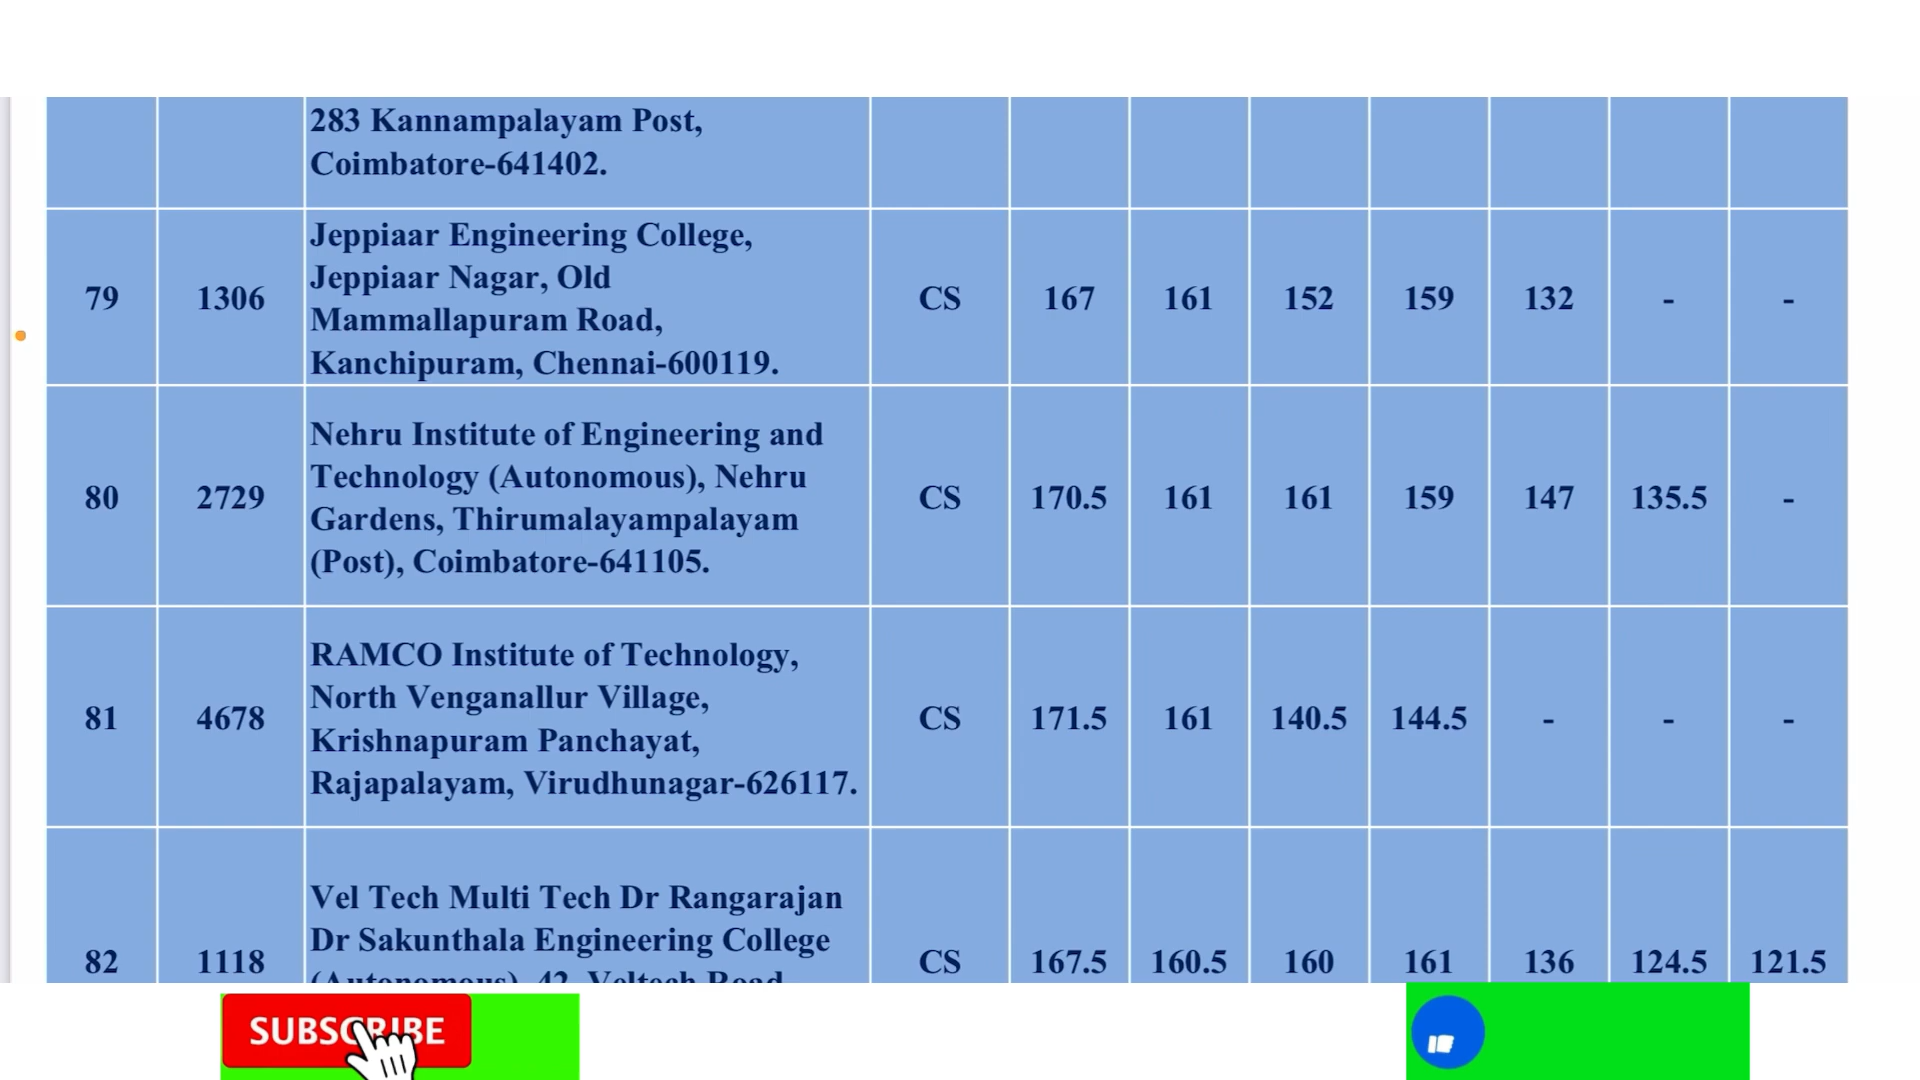 283 Kannampalayam Post,
Coimbatore-641402.
79 1306 Jeppiaar Engineering College,
Jeppiaar Nagar, Old
Mammallapuram Road,
Kanchipuram, Chennai-600119. CS 167 161 152 159 132 - -
80 2729 Nehru Institute of Engineering and
Technology (Autonomous), Nehru
Gardens, Thirumalayampalayam
(Post), Coimbatore-641105. CS 170.5 161 161 159 147 135.5 -
81 4678 RAMCO Institute of Technology,
North Venganallur Village,
Krishnapuram Panchayat,
Rajapalayam, Virudhunagar-626117. CS 171.5 161 140.5 144.5 - - -
82 1118 Vel Tech Multi Tech Dr Rangarajan
Dr Sakunthala Engineering College
(Autonomous), 42, Veltech Road, CS 167.5 160.5 160 161 136 124.5 121.5
SUBSCRIBE